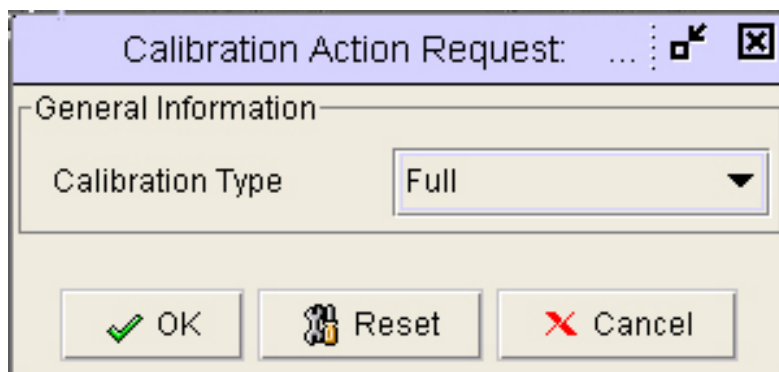 Calibration Action Request: ...
General Information
Calibration Type Full
OK Reset Cancel